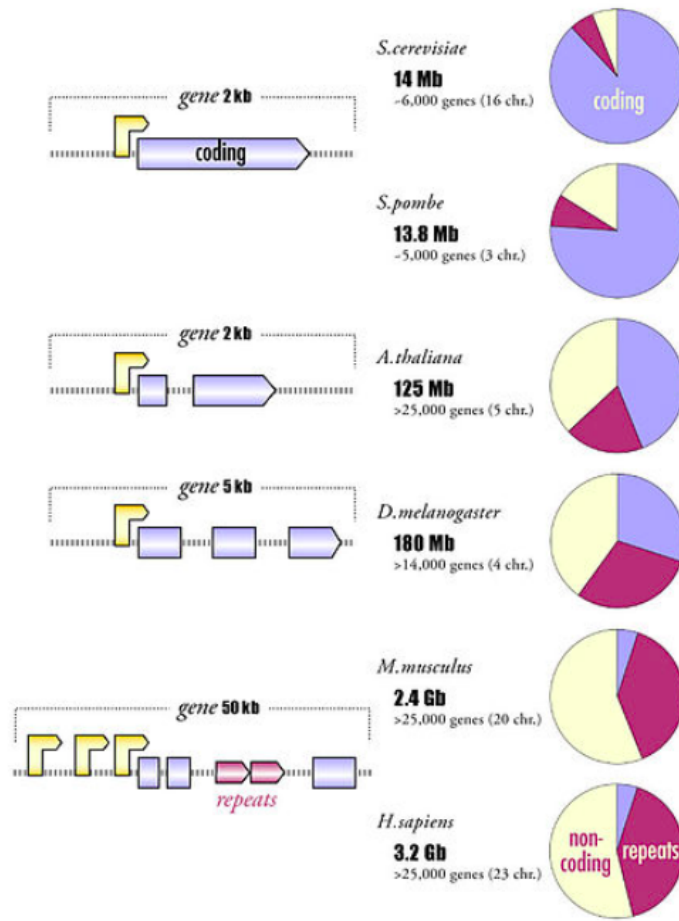 S.cerevisiae
14 Mb
~6,000 genes (16 chr.)
coding
gene 2 kb
coding
S.pombe
13.8 Mb
~5,000 genes (3 chr.)
gene 2 kb
A.thaliana
125 Mb
>25,000 genes (5 chr.)
gene 5 kb
D.melanogaster
180 Mb
>14,000 genes (4 chr.)
M.musculus
2.4 Gb
>25,000 genes (20 chr.)
gene 50 kb
repeats
H.sapiens
3.2 Gb
>25,000 genes (23 chr.)
non-
coding
repeats